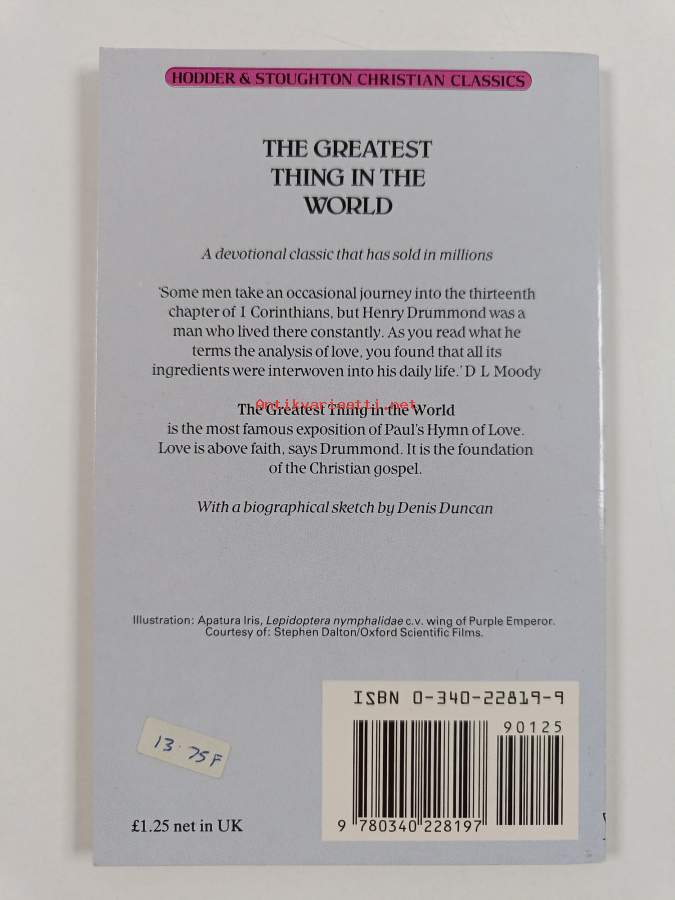 HODDER & STOUGHTON CHRISTIAN CLASSICS
THE GREATEST
THING IN THE
WORLD
A devotional classic that has sold in millions
'Some men take an occasional journey into the thirteenth
chapter of 1 Corinthians, but Henry Drummond was a
man who lived there constantly. As you read what he
terms the analysis of love, you found that all its
ingredients were interwoven into his daily life.' D L Moody
Antikvariaatti.net
The Greatest Thing in the World
is the most famous exposition of Paul's Hymn of Love.
Love is above faith, says Drummond. It is the foundation
of the Christian gospel.
With a biographical sketch by Denis Duncan
Illustration: Apatura Iris, Lepidoptera nymphalidae c.v. wing of Purple Emperor.
Courtesy of: Stephen Dalton/Oxford Scientific Films.
ISBN 0-340-22819-9
90125
13.75F
9 780340 228197
£1.25 net in UK